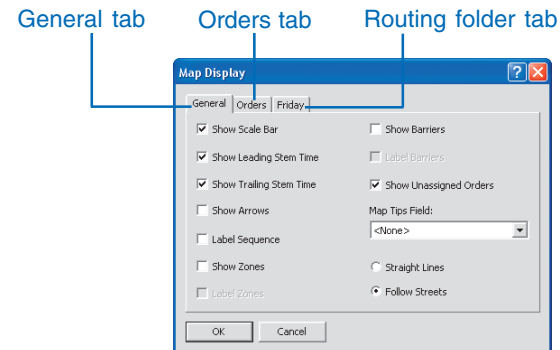 General tab
Orders tab
Routing folder tab
Map Display
General
Orders
Friday
Show Scale Bar
Show Leading Stem Time
Show Trailing Stem Time
Show Arrows
Label Sequence
Show Zones
Label Zones
Show Barriers
Label Barriers
Show Unassigned Orders
Map Tips Field:
<None>
Straight Lines
Follow Streets
OK
Cancel